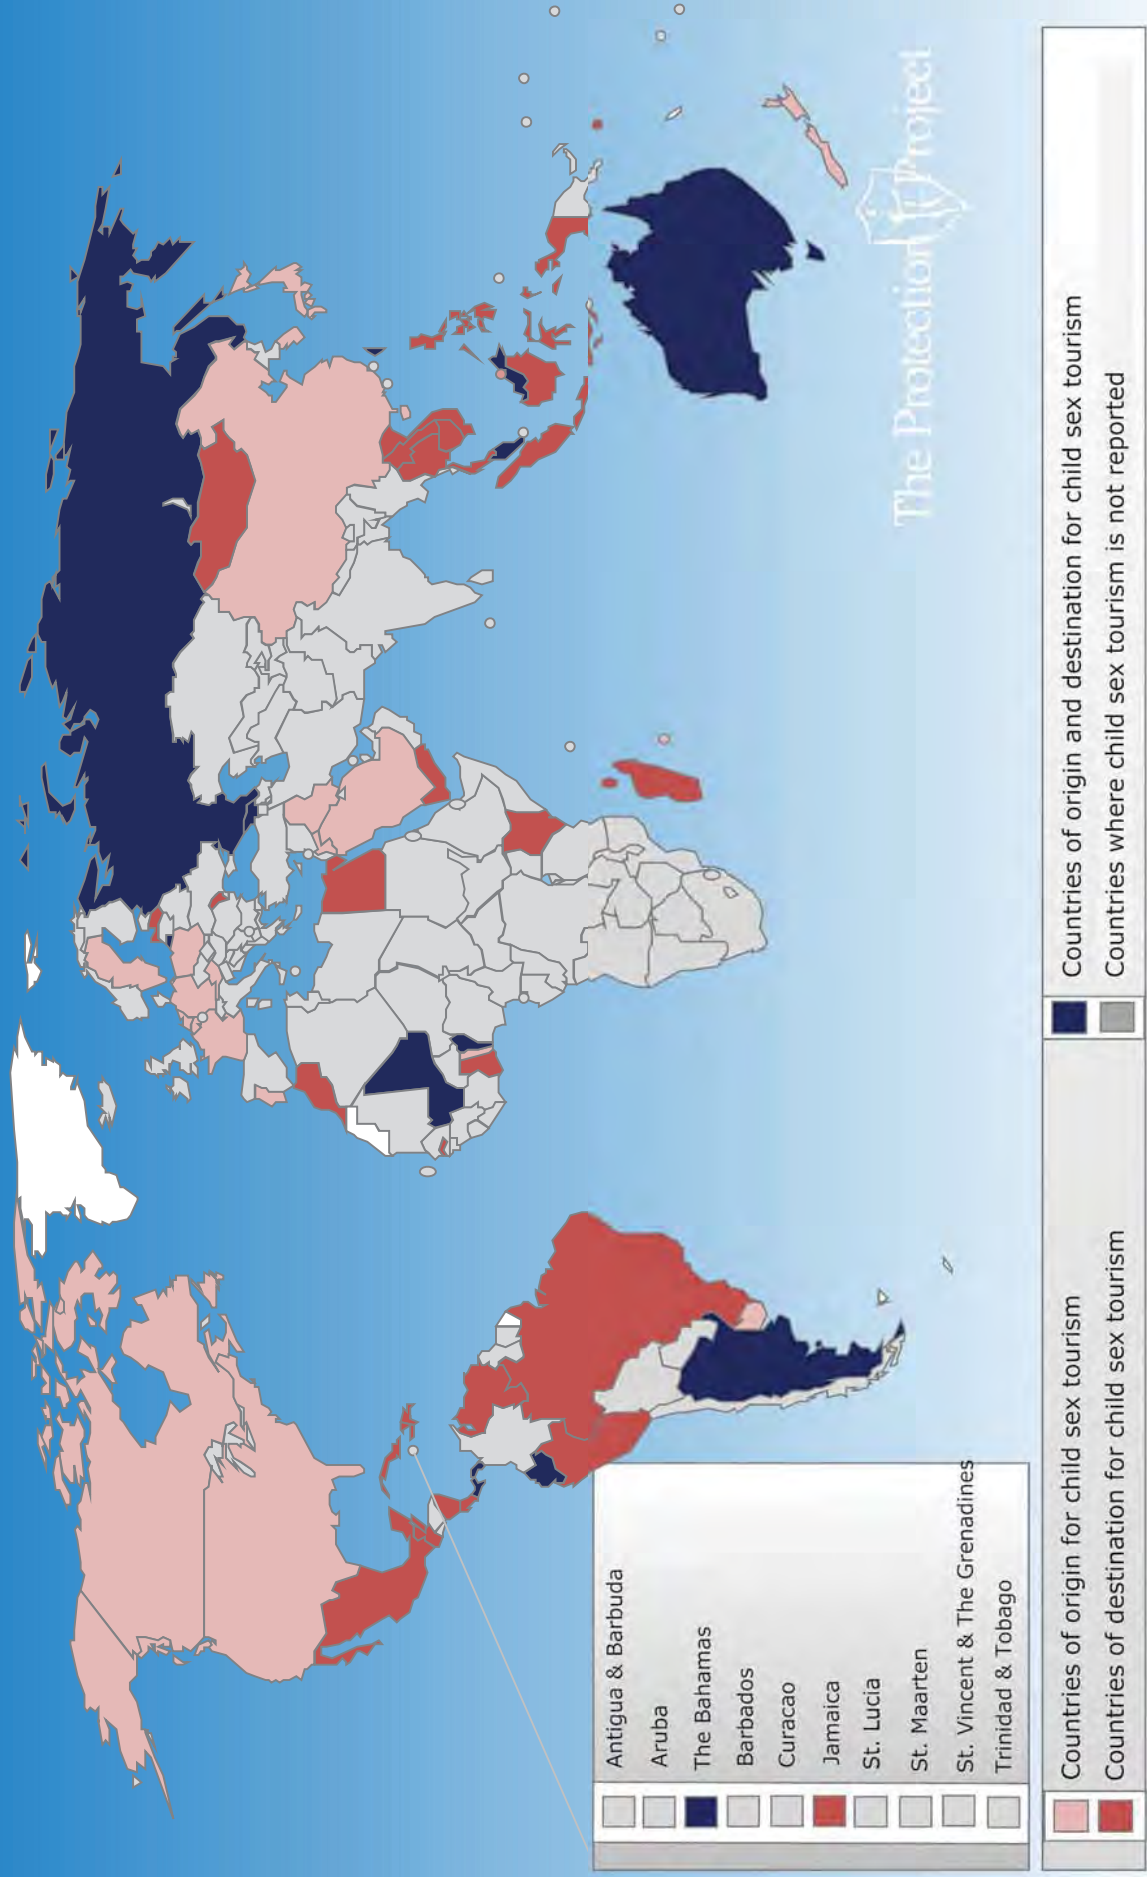 The Protection Project
Antigua & Barbuda
Aruba
The Bahamas
Barbados
Curacao
Jamaica
St. Lucia
St. Maarten
St. Vincent & The Grenadines
Trinidad & Tobago
Countries of origin for child sex tourism
Countries of destination for child sex tourism
Countries of origin and destination for child sex tourism
Countries where child sex tourism is not reported